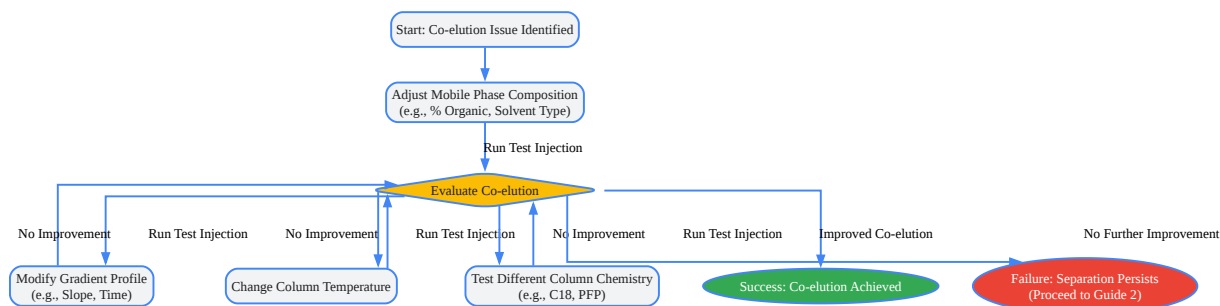 Start: Co-elution Issue Identified
Adjust Mobile Phase Composition
(e.g., % Organic, Solvent Type)
Run Test Injection
Evaluate Co-elution
No Improvement
Run Test Injection
No Improvement
Run Test Injection
No Improvement
Run Test Injection
Improved Co-elution
No Further Improvement
Modify Gradient Profile
(e.g., Slope, Time)
Change Column Temperature
Test Different Column Chemistry
(e.g., C18, PFP)
Success: Co-elution Achieved
Failure: Separation Persists
(Proceed to Guide 2)